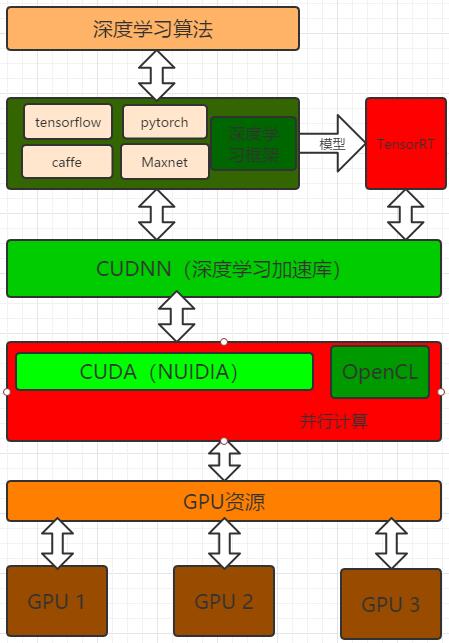 深度学习算法
tensorflow
pytorch
深度学
习框架
caffe
Maxnet
模型
TensorRT
CUDNN（深度学习加速库）
CUDA（NUIDIA）
OpenCL
并行计算
GPU资源
GPU 1
GPU 2
GPU 3